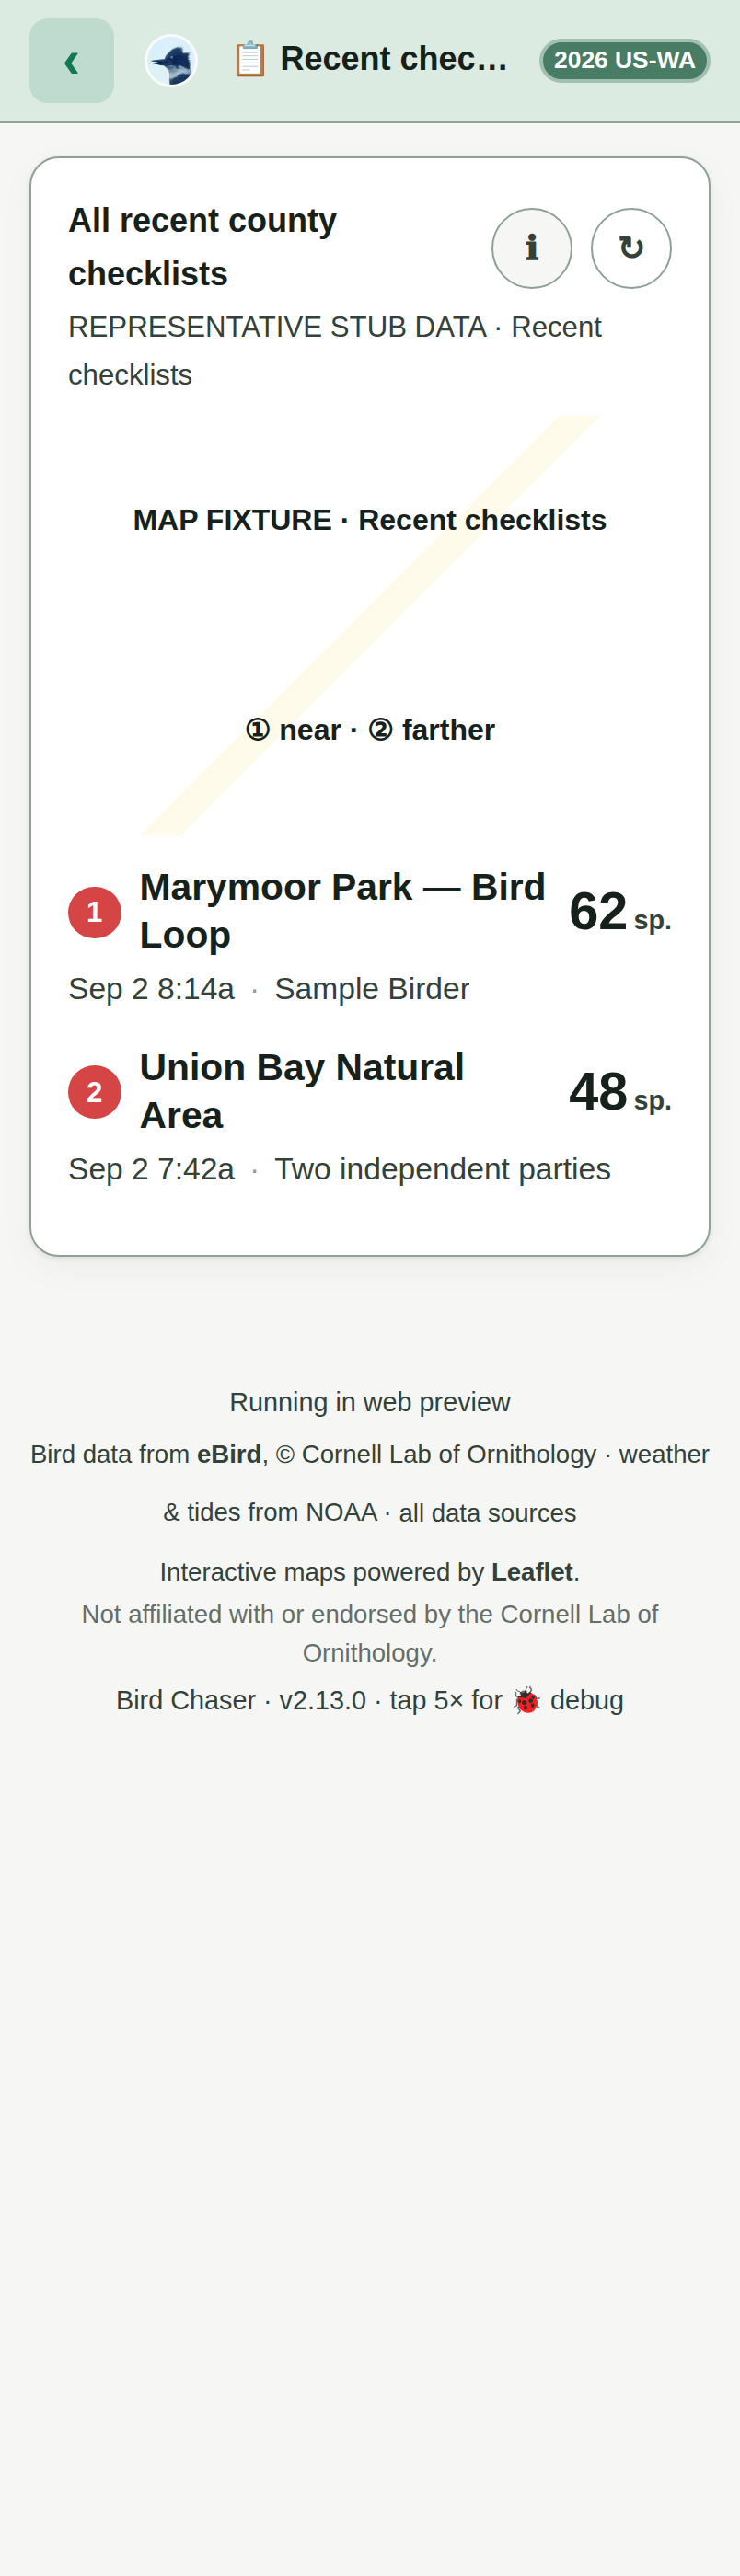 ‹ 📋 Recent chec… 2026 US-WA
All recent county
checklists
ℹ ↻
REPRESENTATIVE STUB DATA · Recent
checklists
MAP FIXTURE · Recent checklists
① near · ② farther
1 Marymoor Park — Bird
Loop
62 sp.
Sep 2 8:14a · Sample Birder
2 Union Bay Natural
Area
48 sp.
Sep 2 7:42a · Two independent parties
Running in web preview
Bird data from eBird, © Cornell Lab of Ornithology · weather
& tides from NOAA · all data sources
Interactive maps powered by Leaflet.
Not affiliated with or endorsed by the Cornell Lab of
Ornithology.
Bird Chaser · v2.13.0 · tap 5× for 🐞 debug